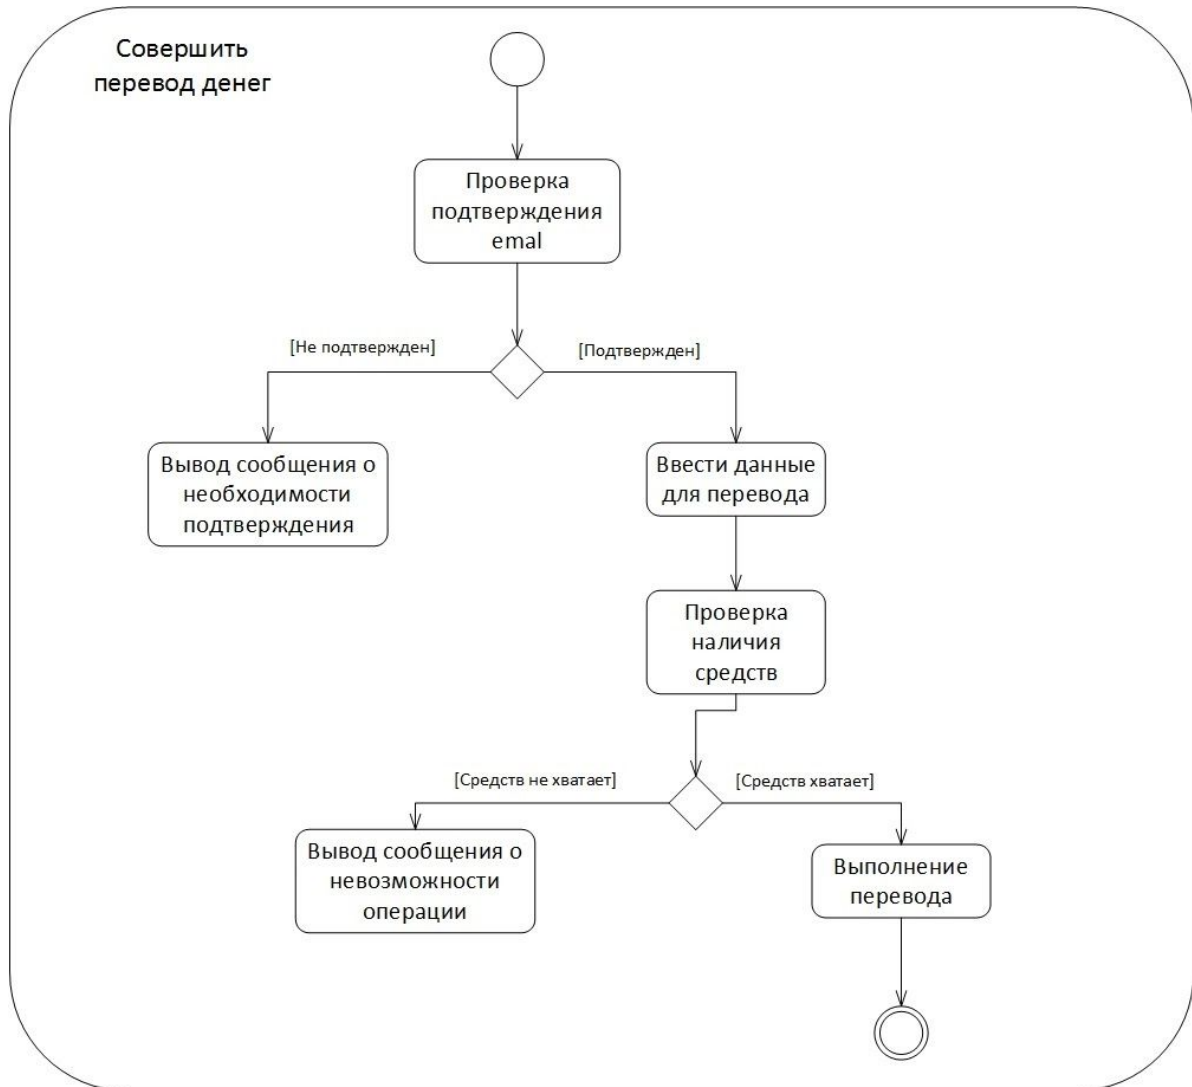 Совершить
перевод денег
Проверка
подтверждения
emal
[Не подтвержден]
[Подтвержден]
Вывод сообщения о
необходимости
подтверждения
Ввести данные
для перевода
Проверка
наличия
средств
[Средств не хватает]
[Средств хватает]
Вывод сообщения о
невозможности
операции
Выполнение
перевода